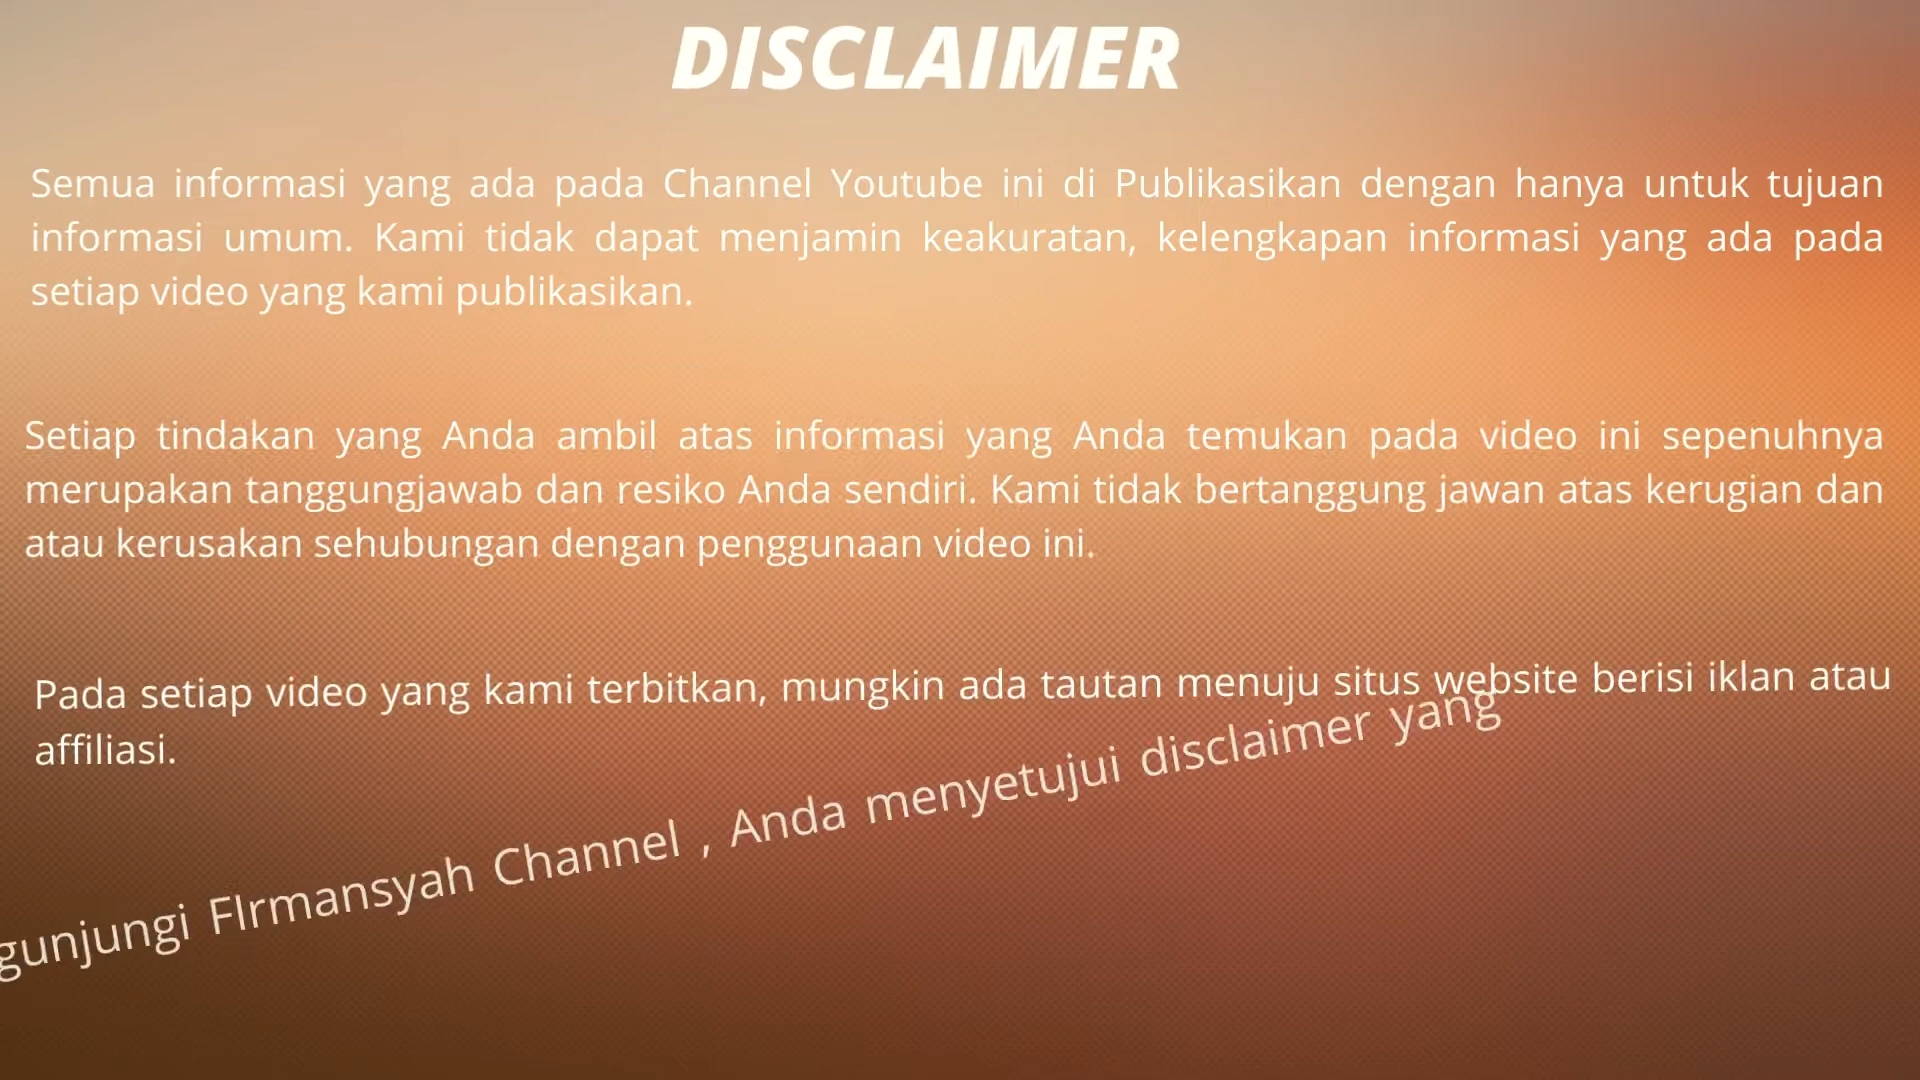 DISCLAIMER
Semua informasi yang ada pada Channel Youtube ini di Publikasikan dengan hanya untuk tujuan
informasi umum. Kami tidak dapat menjamin keakuratan, kelengkapan informasi yang ada pada
setiap video yang kami publikasikan.
Setiap tindakan yang Anda ambil atas informasi yang Anda temukan pada video ini sepenuhnya
merupakan tanggungjawab dan resiko Anda sendiri. Kami tidak bertanggung jawan atas kerugian dan
atau kerusakan sehubungan dengan penggunaan video ini.
Pada setiap video yang kami terbitkan, mungkin ada tautan menuju situs website berisi iklan atau
affiliasi.
gunjungi FIrmansyah Channel , Anda menyetujui disclaimer yang